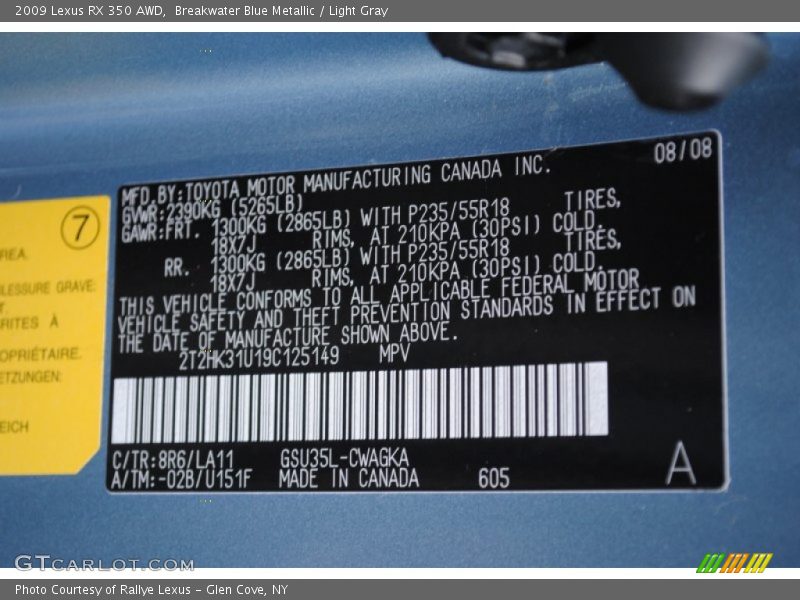 2009 Lexus RX 350 AWD, Breakwater Blue Metallic / Light Gray
08/08
MFD.BY:TOYOTA MOTOR MANUFACTURING CANADA INC.
GVWR:2390KG (5265LB)
GAWR:FRT. 1300KG (2865LB) WITH P235/55R18 TIRES,
18X7J RIMS, AT 210KPA (30PSI) COLD.
RR. 1300KG (2865LB) WITH P235/55R18 TIRES,
18X7J RIMS, AT 210KPA (30PSI) COLD.
THIS VEHICLE CONFORMS TO ALL APPLICABLE FEDERAL MOTOR
VEHICLE SAFETY AND THEFT PREVENTION STANDARDS IN EFFECT ON
THE DATE OF MANUFACTURE SHOWN ABOVE.
2T2HK31U19C125149 MPV
C/TR:8R6/LA11 GSU35L-CWAGKA
A/TM:-02B/U151F MADE IN CANADA 605 A
7
LESSURE GRAVE:
RITES À
OPRIÉTAIRE.
ETZUNGEN:
EICH
GTCARLOT.COM
Photo Courtesy of Rallye Lexus - Glen Cove, NY